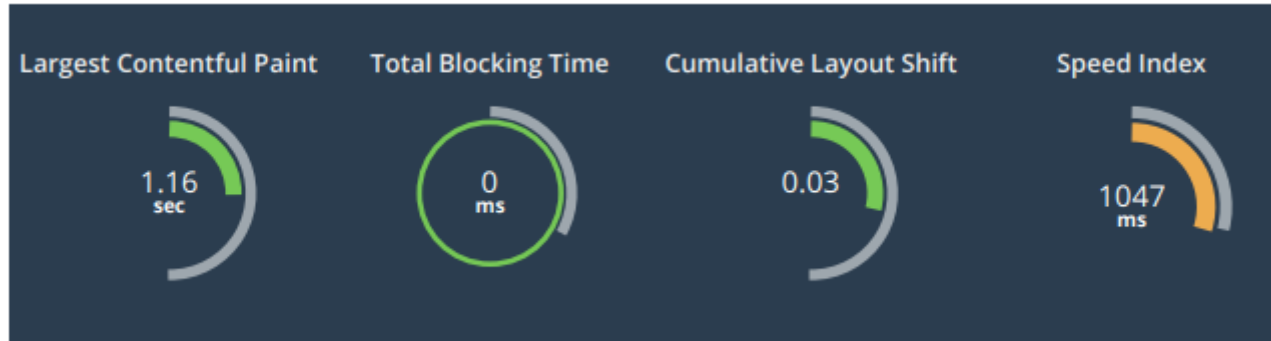 Largest Contentful Paint
1.16
sec
Total Blocking Time
0
ms
Cumulative Layout Shift
0.03
Speed Index
1047
ms